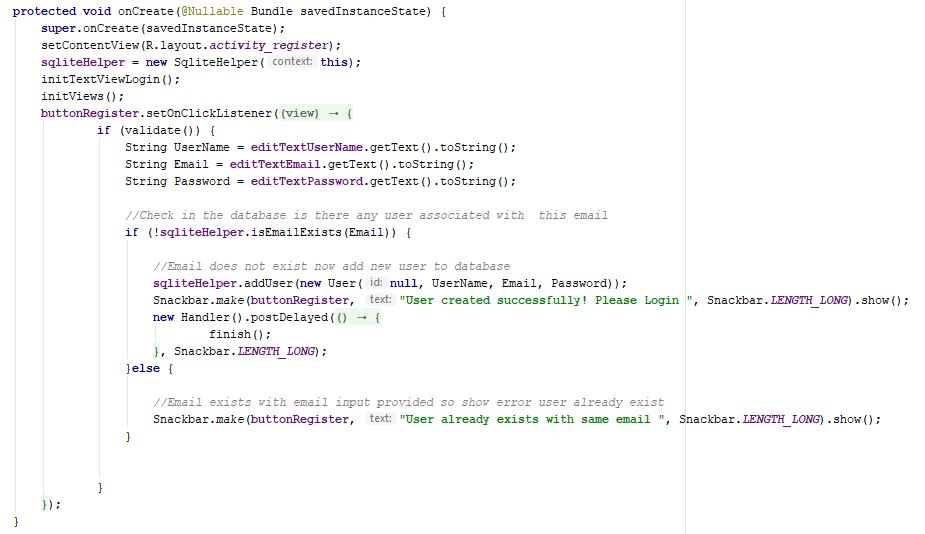 protected void onCreate(@Nullable Bundle savedInstanceState) {
super.onCreate(savedInstanceState);
setContentView(R.layout.activity_register);
sqliteHelper = new SqliteHelper( context: this);
initTextViewLogin();
initViews();
buttonRegister.setOnClickListener((view) → {
if (validate()) {
String UserName = editTextUserName.getText().toString();
String Email = editTextEmail.getText().toString();
String Password = editTextPassword.getText().toString();
//Check in the database is there any user associated with  this email
if (!sqliteHelper.isEmailExists(Email)) {
//Email does not exist now add new user to database
sqliteHelper.addUser(new User( id: null, UserName, Email, Password));
Snackbar.make(buttonRegister,  text: "User created successfully! Please Login ", Snackbar.LENGTH_LONG).show();
new Handler().postDelayed(() → {
finish();
}, Snackbar.LENGTH_LONG);
}else {
//Email exists with email input provided so show error user already exist
Snackbar.make(buttonRegister,  text: "User already exists with same email ", Snackbar.LENGTH_LONG).show();
}
}
});
}